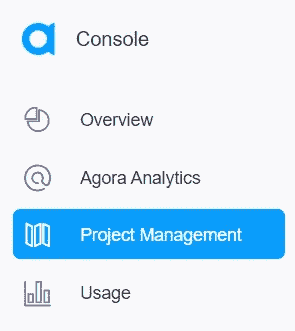 Console
Overview
Agora Analytics
Project Management
Usage